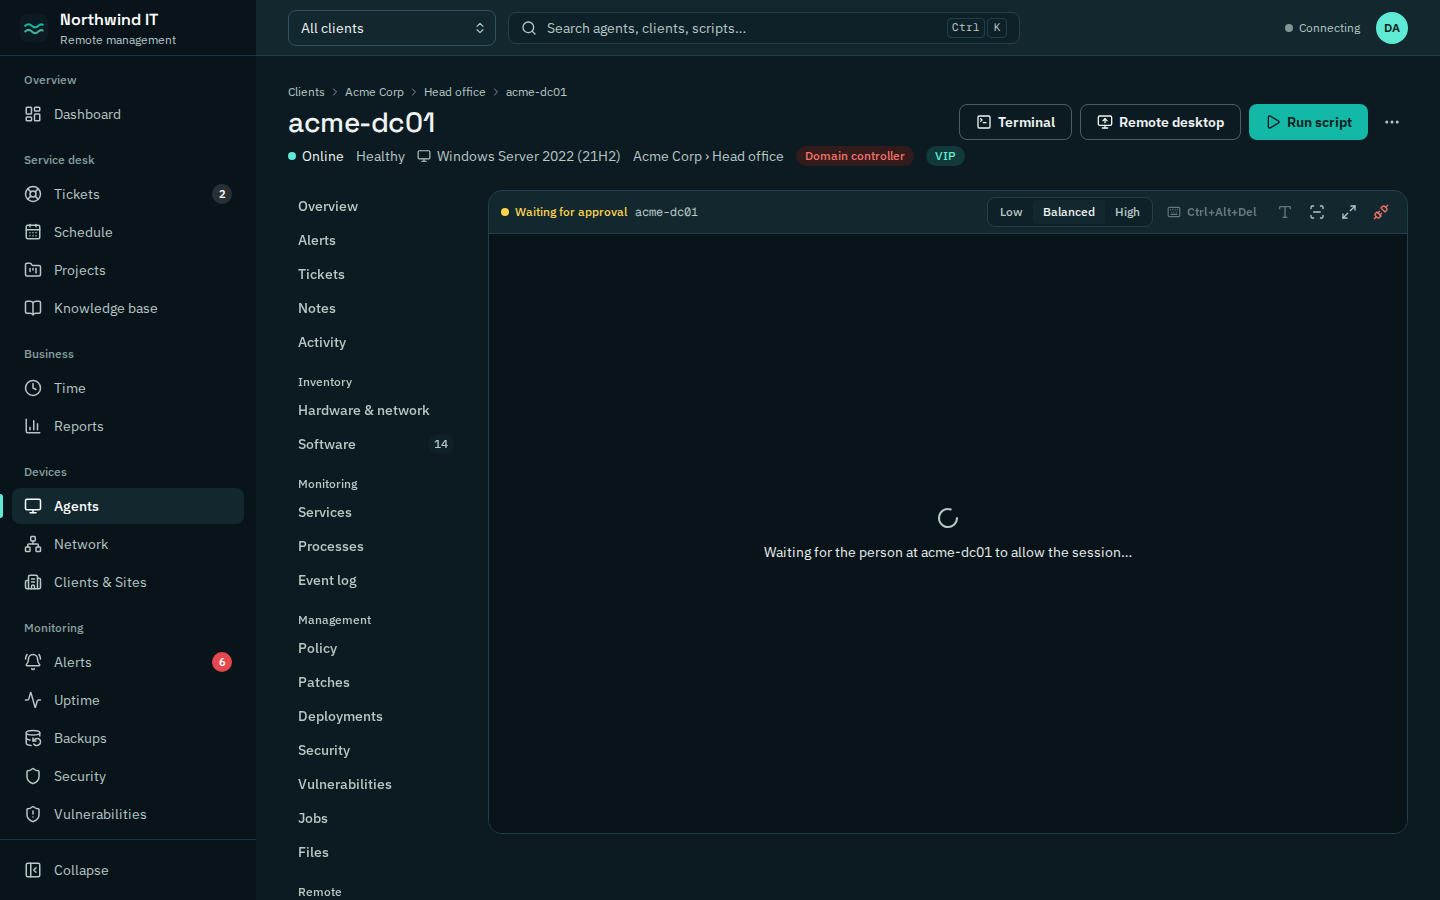 Northwind IT
Remote management
All clients
Search agents, clients, scripts...
Ctrl K
Connecting
DA
Overview
Dashboard
Service desk
Tickets 2
Schedule
Projects
Knowledge base
Business
Time
Reports
Devices
Agents
Network
Clients & Sites
Monitoring
Alerts 6
Uptime
Backups
Security
Vulnerabilities
Collapse
Clients > Acme Corp > Head office > acme-dc01
acme-dc01
Terminal
Remote desktop
Run script
Online Healthy Windows Server 2022 (21H2) Acme Corp › Head office Domain controller VIP
Overview
Alerts
Tickets
Notes
Activity
Inventory
Hardware & network
Software 14
Monitoring
Services
Processes
Event log
Management
Policy
Patches
Deployments
Security
Vulnerabilities
Jobs
Files
Remote
Waiting for approval acme-dc01
Low Balanced High
Ctrl+Alt+Del
Waiting for the person at acme-dc01 to allow the session...